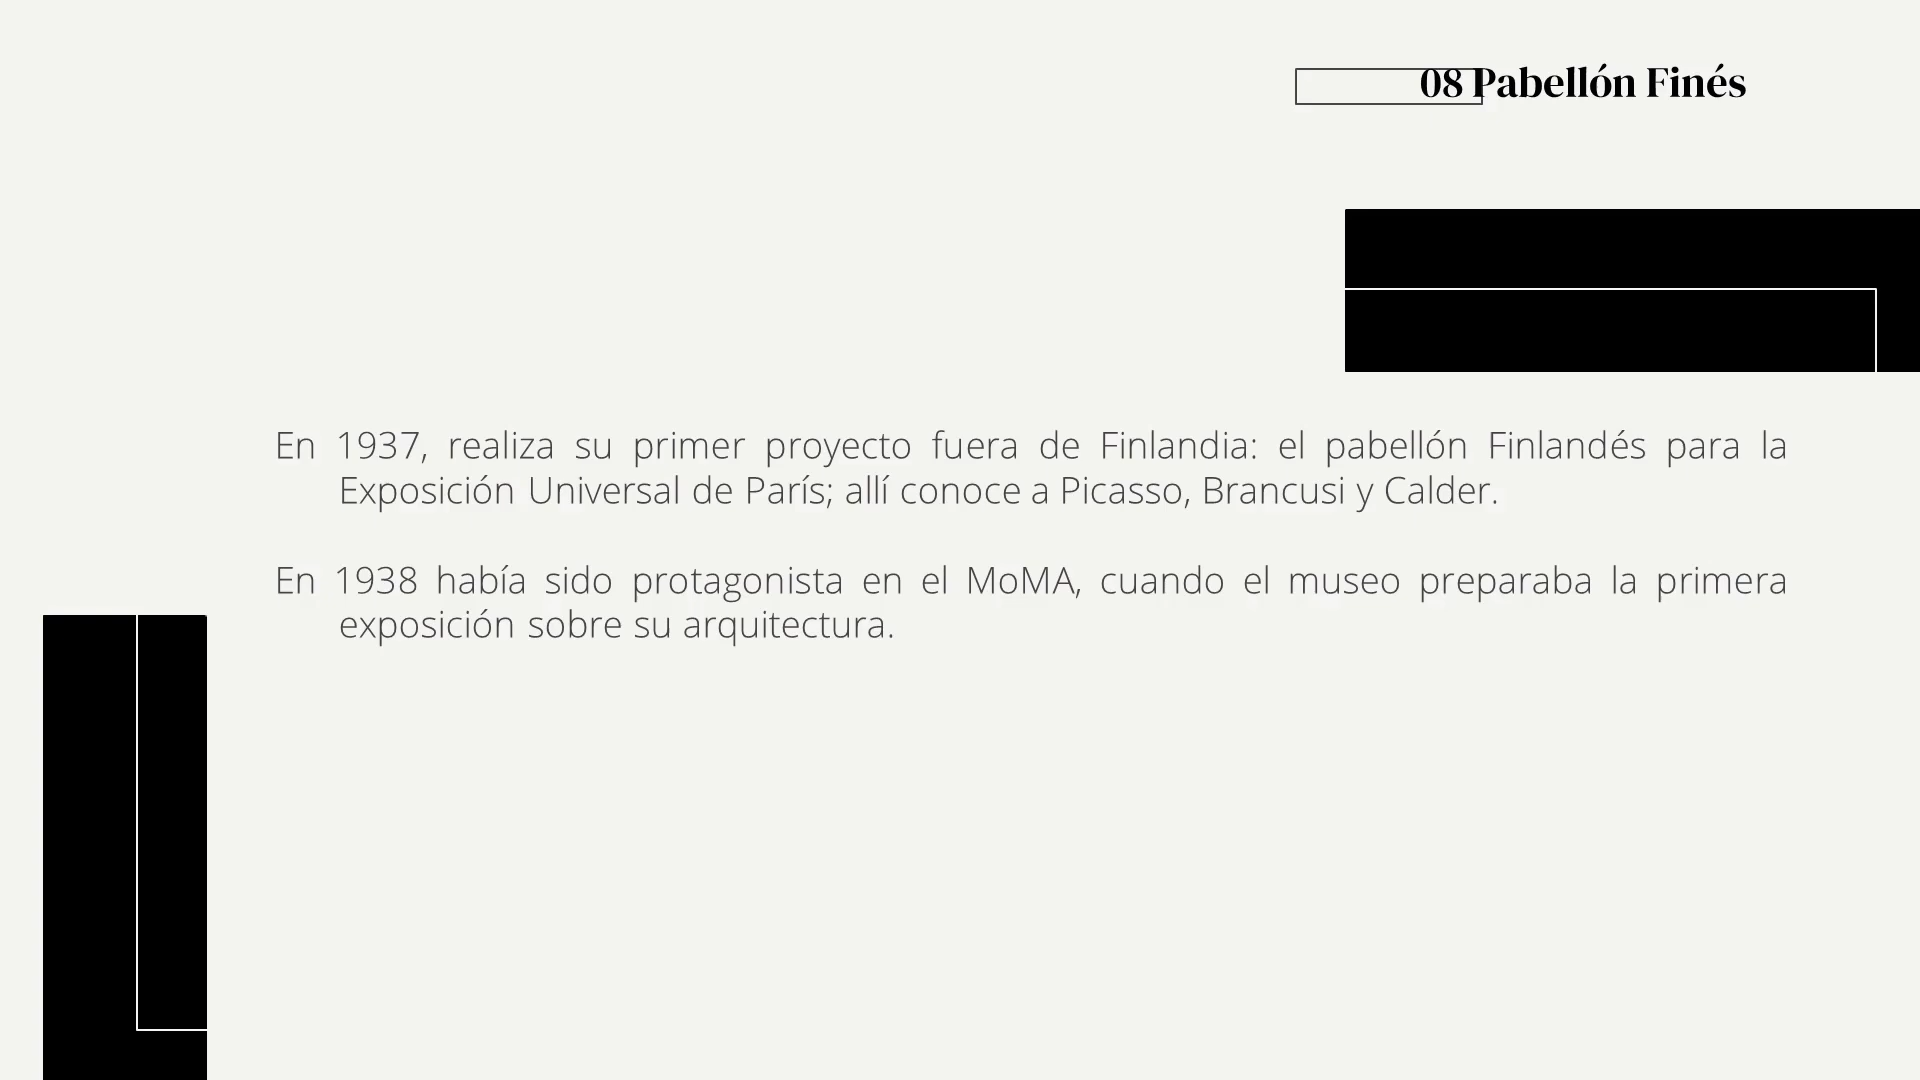 08 Pabellón Finés
En 1937, realiza su primer proyecto fuera de Finlandia: el pabellón Finlandés para la
Exposición Universal de París; allí conoce a Picasso, Brancusi y Calder.
En 1938 había sido protagonista en el MoMA, cuando el museo preparaba la primera
exposición sobre su arquitectura.